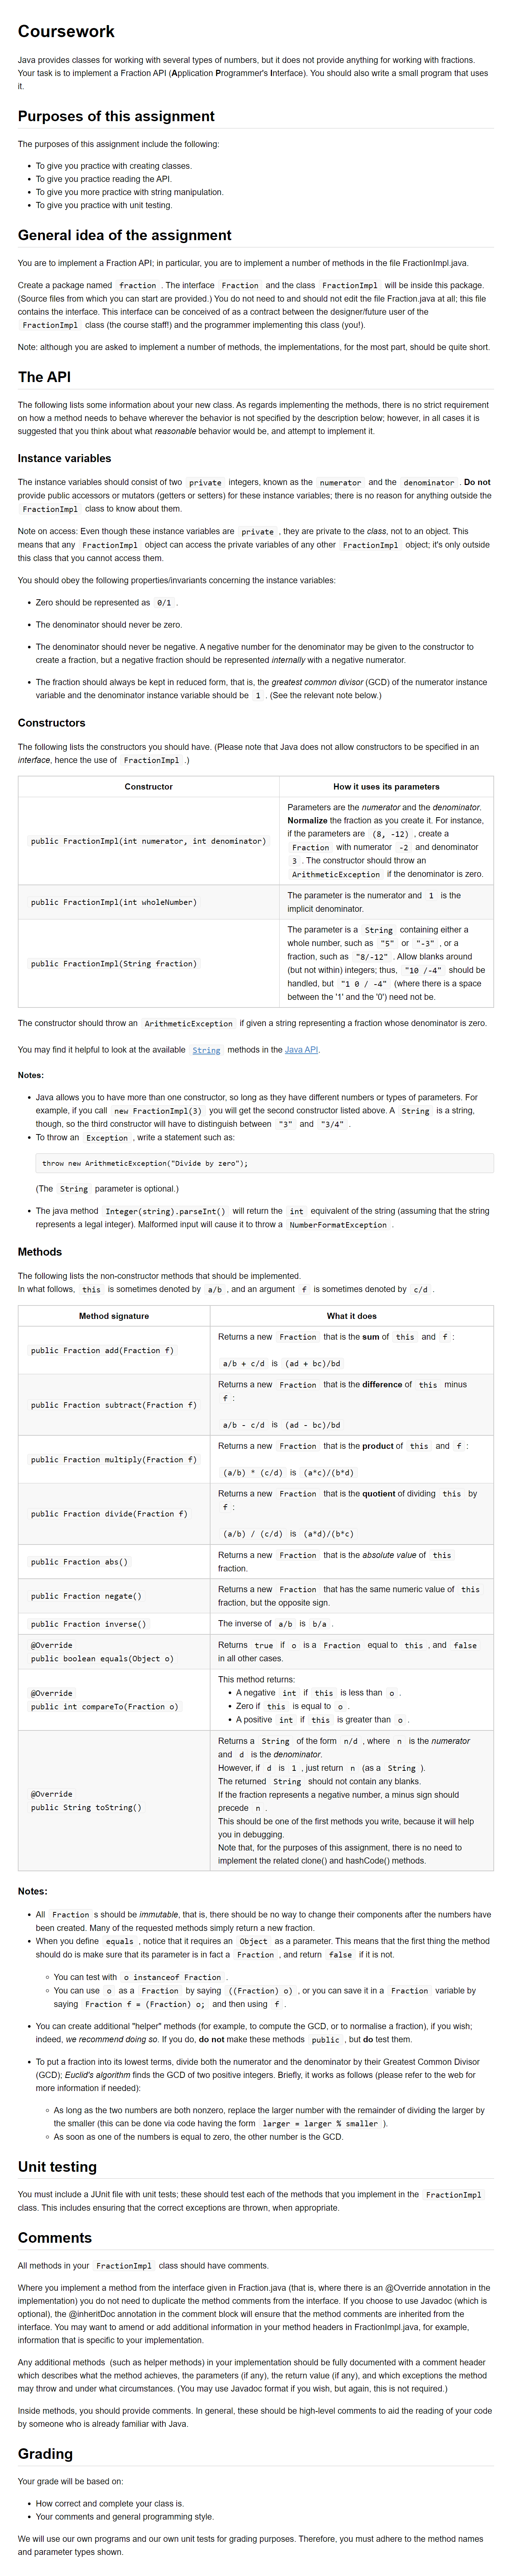 Coursework
Java provides classes for working with several types of numbers, but it does not provide anything for working with fractions.
Your task is to implement a Fraction API (Application Programmer's Interface). You should also write a small program that uses
it.
Purposes of this assignment
The purposes of this assignment include the following:
• To give you practice with creating classes.
• To give you practice reading the API.
• To give you more practice with string manipulation.
• To give you practice with unit testing.
General idea of the assignment
You are to implement a Fraction API; in particular, you are to implement a number of methods in the file FractionImpl.java.
Create a package named fraction . The interface Fraction and the class FractionImpl will be inside this package.
(Source files from which you can start are provided.) You do not need to and should not edit the file Fraction.java at all; this file
contains the interface. This interface can be conceived of as a contract between the designer/future user of the
FractionImpl class (the course staff!) and the programmer implementing this class (you!).
Note: although you are asked to implement a number of methods, the implementations, for the most part, should be quite short.
The API
The following lists some information about your new class. As regards implementing the methods, there is no strict requirement
on how a method needs to behave wherever the behavior is not specified by the description below; however, in all cases it is
suggested that you think about what reasonable behavior would be, and attempt to implement it.
Instance variables
The instance variables should consist of two private integers, known as the numerator and the denominator . Do not
provide public accessors or mutators (getters or setters) for these instance variables; there is no reason for anything outside the
FractionImpl class to know about them.
Note on access: Even though these instance variables are private , they are private to the class, not to an object. This
means that any FractionImpl object can access the private variables of any other FractionImpl object; it's only outside
this class that you cannot access them.
You should obey the following properties/invariants concerning the instance variables:
• Zero should be represented as 0/1 .
• The denominator should never be zero.
• The denominator should never be negative. A negative number for the denominator may be given to the constructor to
create a fraction, but a negative fraction should be represented internally with a negative numerator.
• The fraction should always be kept in reduced form, that is, the greatest common divisor (GCD) of the numerator instance
variable and the denominator instance variable should be 1 . (See the relevant note below.)
Constructors
The following lists the constructors you should have. (Please note that Java does not allow constructors to be specified in an
interface, hence the use of FractionImpl .)
Constructor
How it uses its parameters
public FractionImpl(int numerator, int denominator)
Parameters are the numerator and the denominator.
Normalize the fraction as you create it. For instance,
if the parameters are (8, -12) , create a
Fraction with numerator -2 and denominator
3 . The constructor should throw an
ArithmeticException if the denominator is zero.
public FractionImpl(int wholeNumber)
The parameter is the numerator and 1 is the
implicit denominator.
public FractionImpl(String fraction)
The parameter is a String containing either a
whole number, such as "5" or "-3" , or a
fraction, such as "8/-12" . Allow blanks around
(but not within) integers; thus, "10 /-4" should be
handled, but "1 0 / -4" (where there is a space
between the '1' and the '0') need not be.
The constructor should throw an ArithmeticException if given a string representing a fraction whose denominator is zero.
You may find it helpful to look at the available String methods in the Java API.
Notes:
• Java allows you to have more than one constructor, so long as they have different numbers or types of parameters. For
example, if you call new FractionImpl(3) you will get the second constructor listed above. A String is a string,
though, so the third constructor will have to distinguish between "3" and "3/4" .
• To throw an Exception , write a statement such as:
throw new ArithmeticException("Divide by zero");
(The String parameter is optional.)
• The java method Integer(string).parseInt() will return the int equivalent of the string (assuming that the string
represents a legal integer). Malformed input will cause it to throw a NumberFormatException .
Methods
The following lists the non-constructor methods that should be implemented.
In what follows, this is sometimes denoted by a/b , and an argument f is sometimes denoted by c/d .
Method signature
What it does
public Fraction add(Fraction f)
Returns a new Fraction that is the sum of this and f :
a/b + c/d is (ad + bc)/bd
public Fraction subtract(Fraction f)
Returns a new Fraction that is the difference of this minus
f :
a/b - c/d is (ad - bc)/bd
public Fraction multiply(Fraction f)
Returns a new Fraction that is the product of this and f :
(a/b) * (c/d) is (a*c)/(b*d)
public Fraction divide(Fraction f)
Returns a new Fraction that is the quotient of dividing this by
f :
(a/b) / (c/d) is (a*d)/(b*c)
public Fraction abs()
Returns a new Fraction that is the absolute value of this
fraction.
public Fraction negate()
Returns a new Fraction that has the same numeric value of this
fraction, but the opposite sign.
public Fraction inverse()
The inverse of a/b is b/a .
@Override
public boolean equals(Object o)
Returns true if o is a Fraction equal to this , and false
in all other cases.
@Override
public int compareTo(Fraction o)
This method returns:
• A negative int if this is less than o .
• Zero if this is equal to o .
• A positive int if this is greater than o .
@Override
public String toString()
Returns a String of the form n/d , where n is the numerator
and d is the denominator.
However, if d is 1 , just return n (as a String ).
The returned String should not contain any blanks.
If the fraction represents a negative number, a minus sign should
precede n .
This should be one of the first methods you write, because it will help
you in debugging.
Note that, for the purposes of this assignment, there is no need to
implement the related clone() and hashCode() methods.
Notes:
• All Fraction s should be immutable, that is, there should be no way to change their components after the numbers have
been created. Many of the requested methods simply return a new fraction.
• When you define equals , notice that it requires an Object as a parameter. This means that the first thing the method
should do is make sure that its parameter is in fact a Fraction , and return false if it is not.
◦ You can test with o instanceof Fraction .
◦ You can use o as a Fraction by saying ((Fraction) o) , or you can save it in a Fraction variable by
saying Fraction f = (Fraction) o; and then using f .
• You can create additional "helper" methods (for example, to compute the GCD, or to normalise a fraction), if you wish;
indeed, we recommend doing so. If you do, do not make these methods public , but do test them.
• To put a fraction into its lowest terms, divide both the numerator and the denominator by their Greatest Common Divisor
(GCD); Euclid's algorithm finds the GCD of two positive integers. Briefly, it works as follows (please refer to the web for
more information if needed):
◦ As long as the two numbers are both nonzero, replace the larger number with the remainder of dividing the larger by
the smaller (this can be done via code having the form larger = larger % smaller ).
◦ As soon as one of the numbers is equal to zero, the other number is the GCD.
Unit testing
You must include a JUnit file with unit tests; these should test each of the methods that you implement in the FractionImpl
class. This includes ensuring that the correct exceptions are thrown, when appropriate.
Comments
All methods in your FractionImpl class should have comments.
Where you implement a method from the interface given in Fraction.java (that is, where there is an @Override annotation in the
implementation) you do not need to duplicate the method comments from the interface. If you choose to use Javadoc (which is
optional), the @inheritDoc annotation in the comment block will ensure that the method comments are inherited from the
interface. You may want to amend or add additional information in your method headers in FractionImpl.java, for example,
information that is specific to your implementation.
Any additional methods (such as helper methods) in your implementation should be fully documented with a comment header
which describes what the method achieves, the parameters (if any), the return value (if any), and which exceptions the method
may throw and under what circumstances. (You may use Javadoc format if you wish, but again, this is not required.)
Inside methods, you should provide comments. In general, these should be high-level comments to aid the reading of your code
by someone who is already familiar with Java.
Grading
Your grade will be based on:
• How correct and complete your class is.
• Your comments and general programming style.
We will use our own programs and our own unit tests for grading purposes. Therefore, you must adhere to the method names
and parameter types shown.